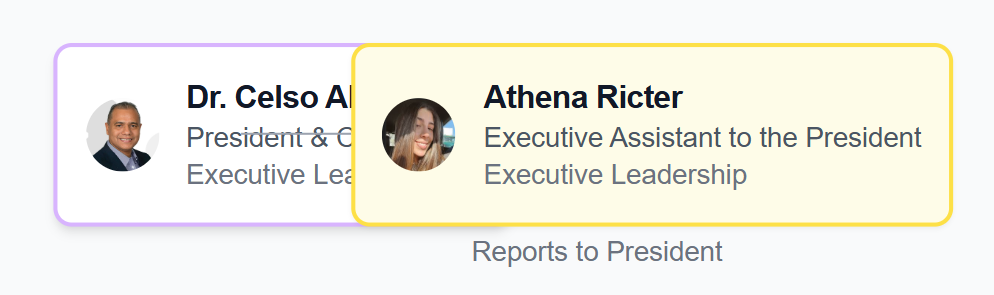 Dr. Celso Al
President & C
Executive Lea
Athena Ricter
Executive Assistant to the President
Executive Leadership
Reports to President